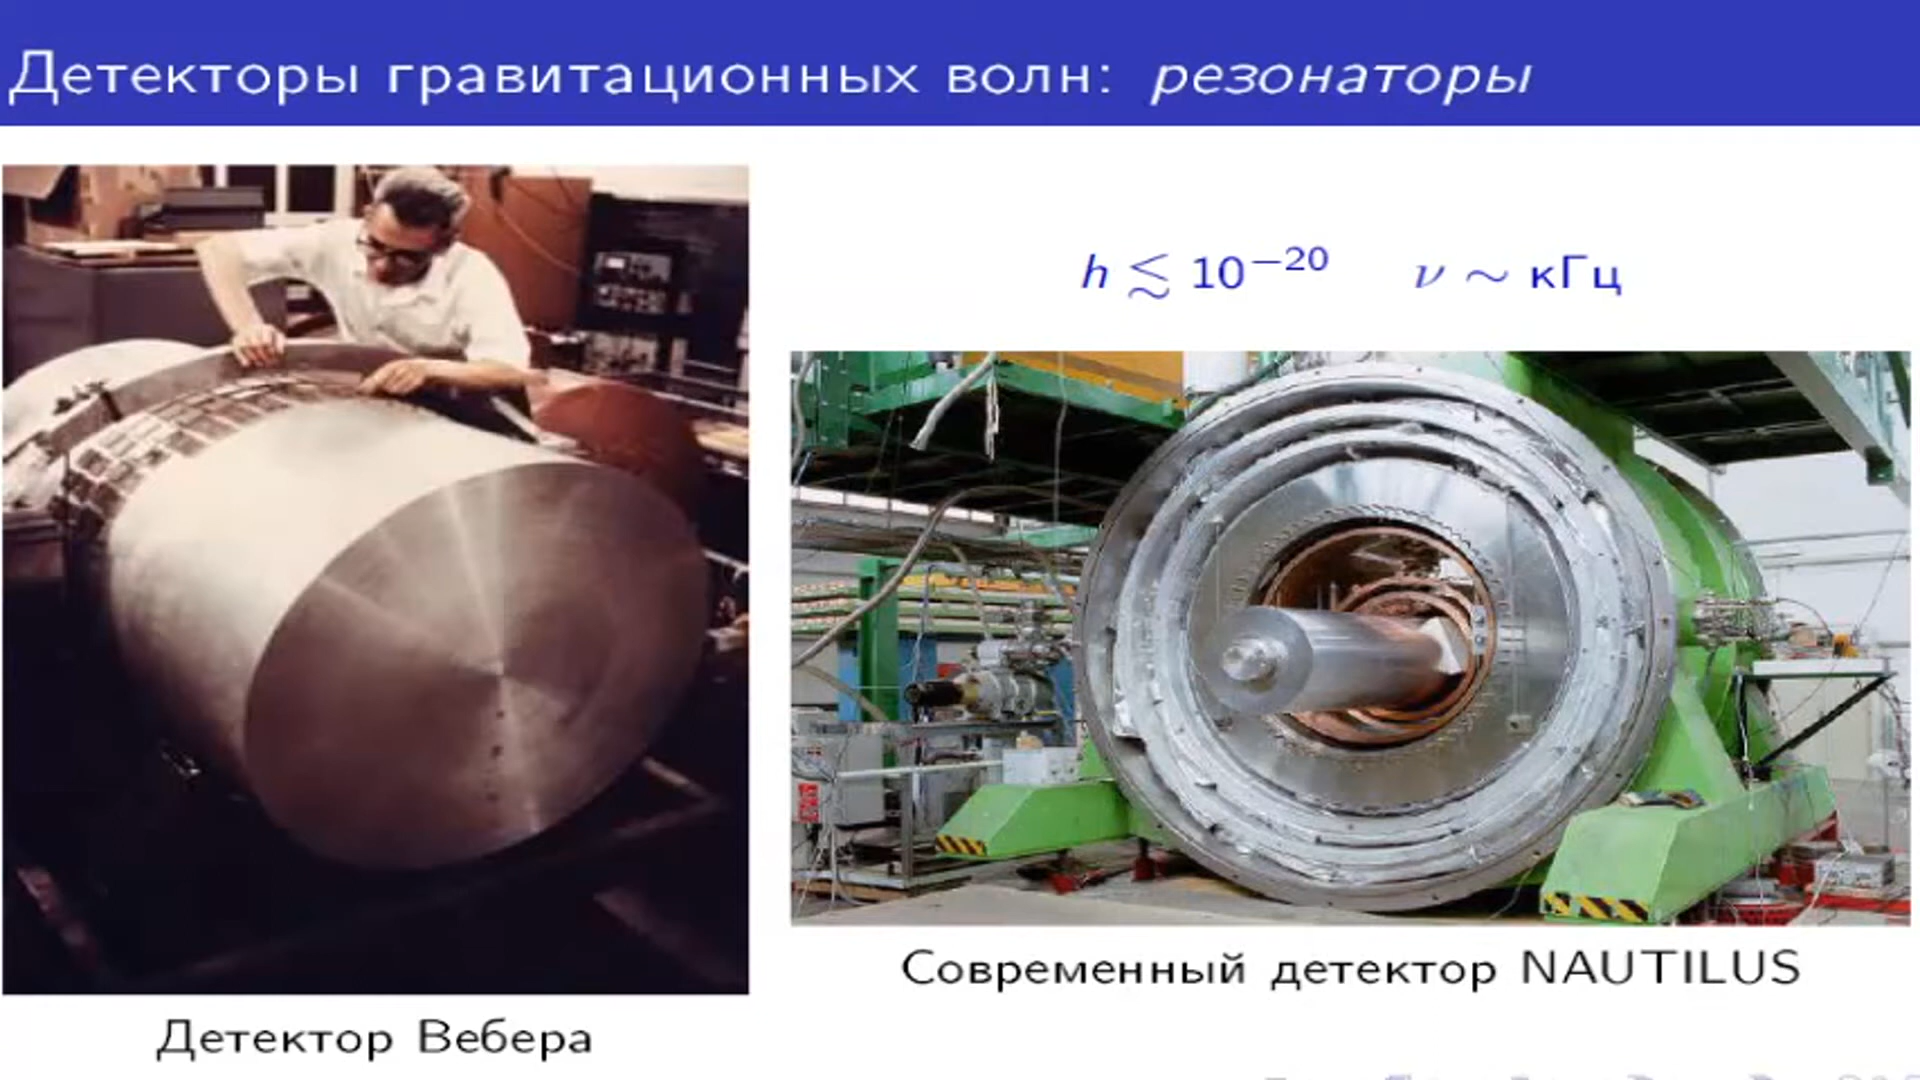 Детекторы гравитационных волн: резонаторы
h ≲ 10⁻²⁰ ν ~ кГц
Современный детектор NAUTILUS
Детектор Вебера